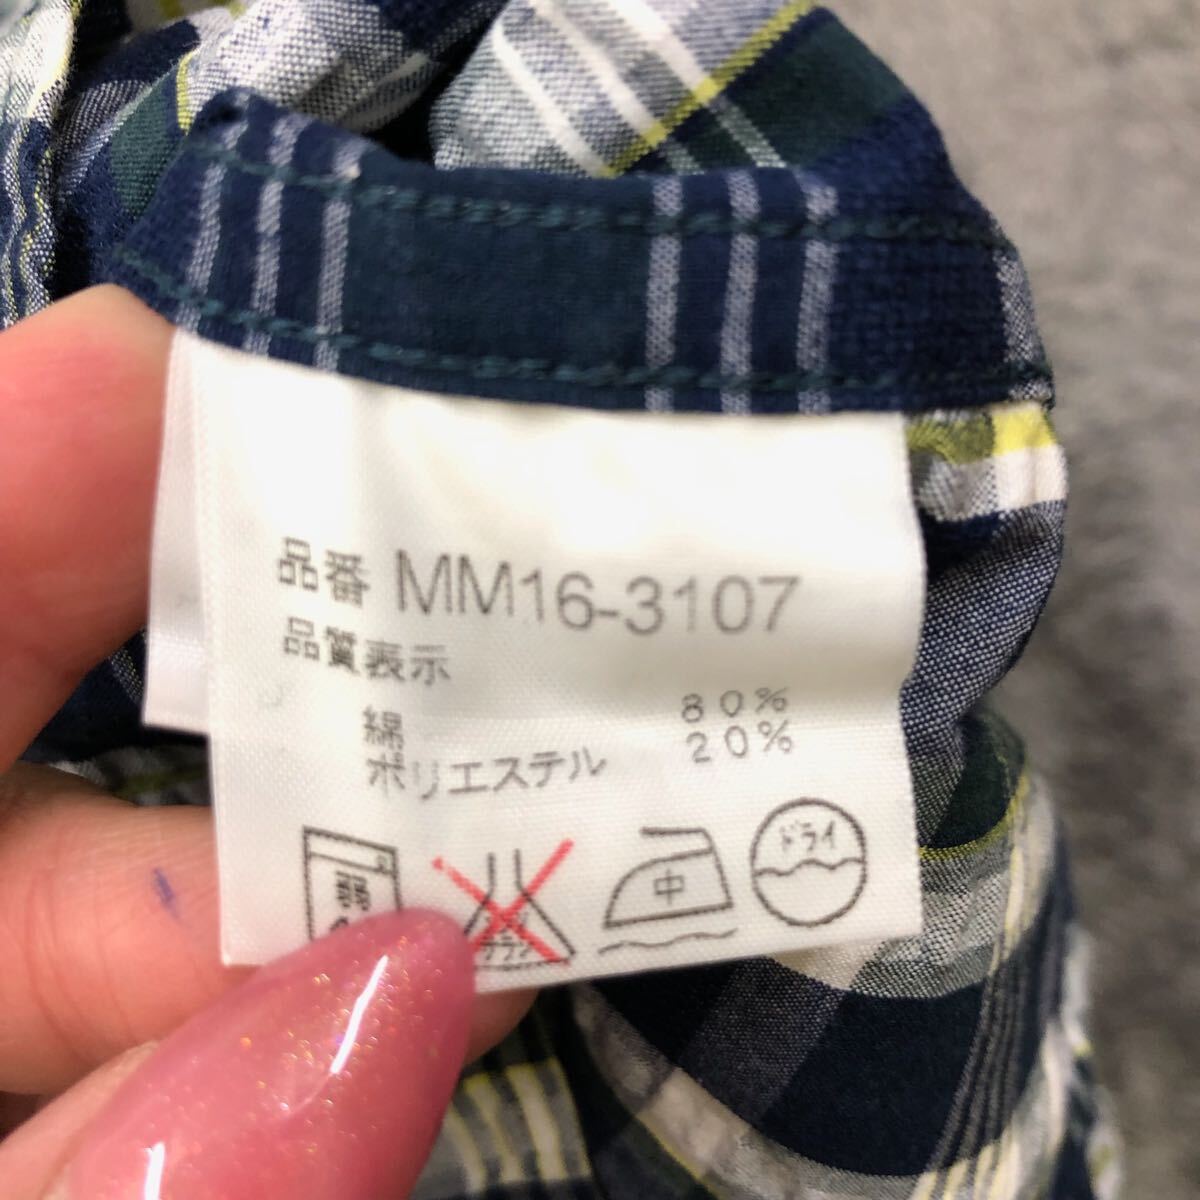 品番 MM16-3107
品質表示
綿 80%
ポリエステル 20%
弱
中
ドライ